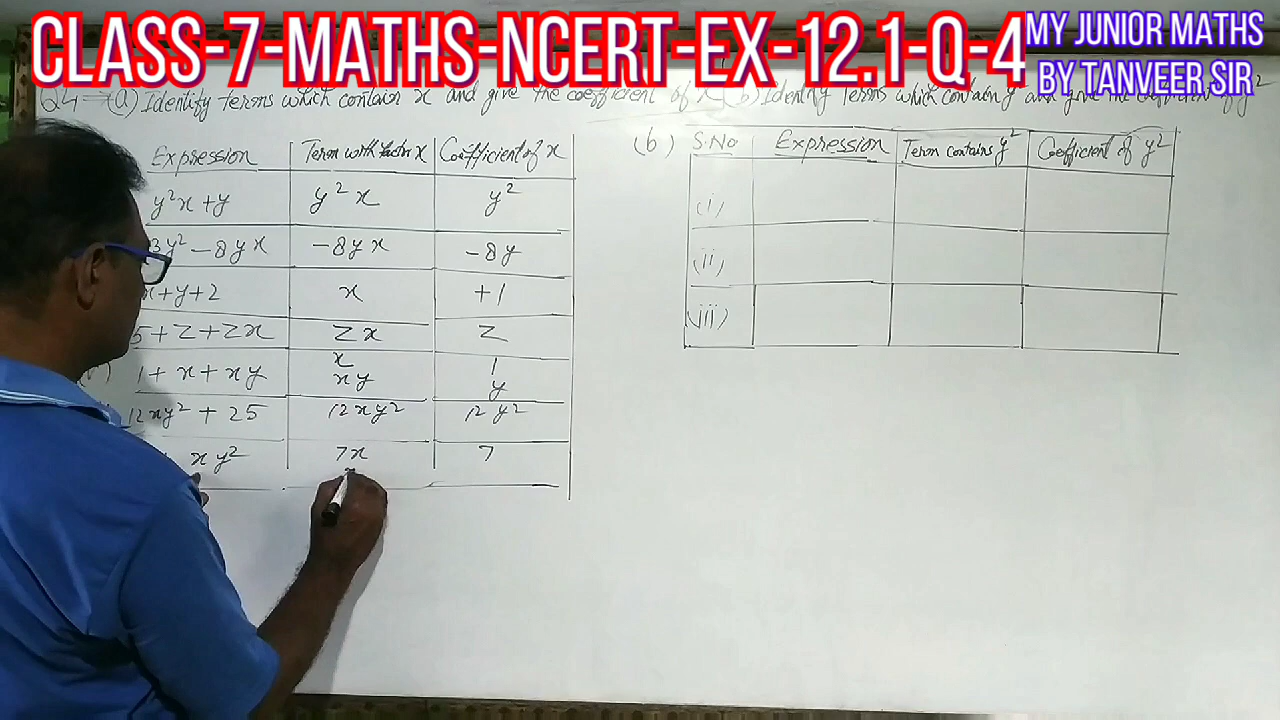 CLASS-7-MATHS-NCERT-EX-12.1-Q-4
MY JUNIOR MATHS
BY TANVEER SIR
Q4 → (a) Identify terms which contain x and give the coefficient of x
(b) Identify Terms which contain y² and give the coefficient of y²
Expression Term with factor x Coefficient of x
y²x + y y²x y²
3y² - 8yx -8yx -8y
x + y + 2 x +1
5 + z + zx zx z
1 + x + xy x 1
xy y
12xy² + 25 12xy² 12y²
xy² 7x 7
(b) S.No Expression Term contains y² Coefficient of y²
(i)
(ii)
(iii)